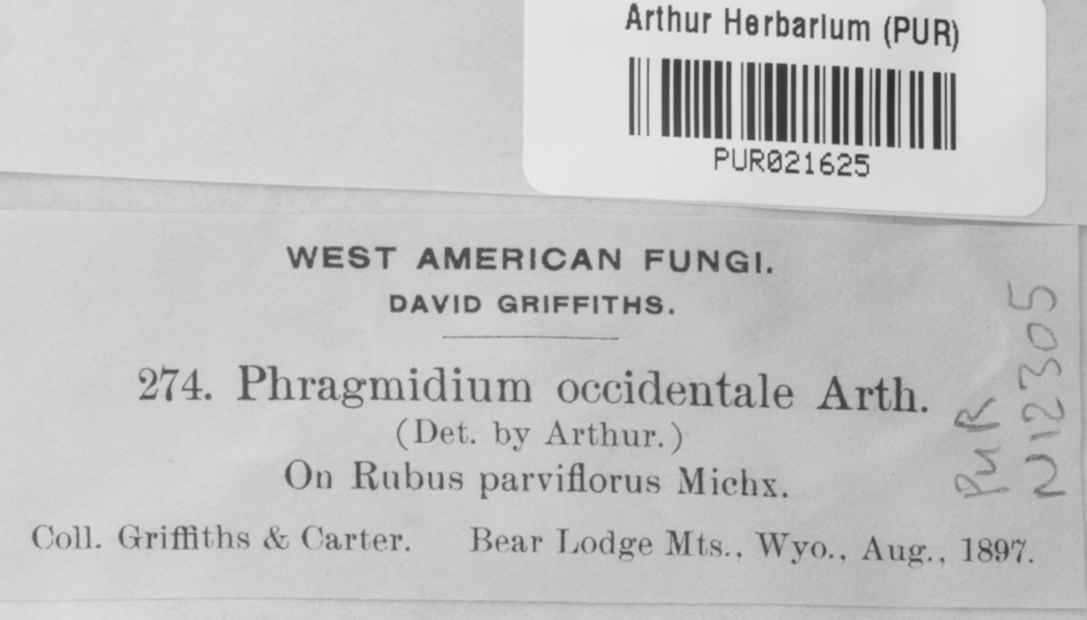 Arthur Herbarium (PUR)
PUR021625
WEST AMERICAN FUNGI.
DAVID GRIFFITHS.
274. Phragmidium occidentale Arth.
(Det. by Arthur.)
On Rubus parviflorus Michx.
Coll. Griffiths & Carter. Bear Lodge Mts., Wyo., Aug., 1897.
PUR
N12305